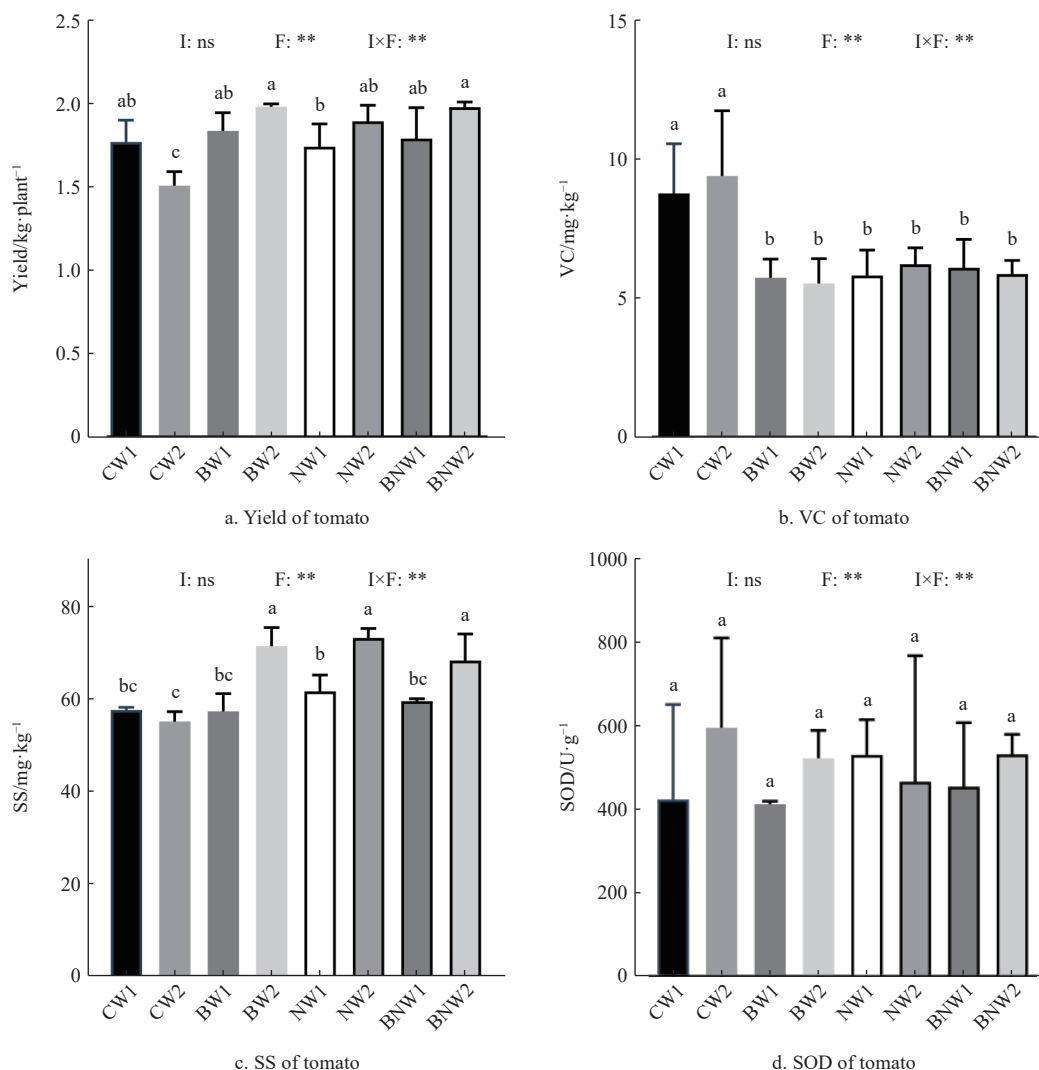 2.5
I: ns F: ** I×F: **
ab c ab a b ab ab a
2.0
1.5
1.0
0.5
0
Yield/kg·plant⁻¹
CW1 CW2 BW1 BW2 NW1 NW2 BNW1 BNW2
a. Yield of tomato
15
I: ns F: ** I×F: **
a a b b b b b b
10
5
0
VC/mg·kg⁻¹
CW1 CW2 BW1 BW2 NW1 NW2 BNW1 BNW2
b. VC of tomato
I: ns F: ** I×F: **
80
bc c bc a b a bc a
60
40
20
0
SS/mg·kg⁻¹
CW1 CW2 BW1 BW2 NW1 NW2 BNW1 BNW2
c. SS of tomato
1000
I: ns F: ** I×F: **
a a a a a a a a
800
600
400
200
0
SOD/U·g⁻¹
CW1 CW2 BW1 BW2 NW1 NW2 BNW1 BNW2
d. SOD of tomato